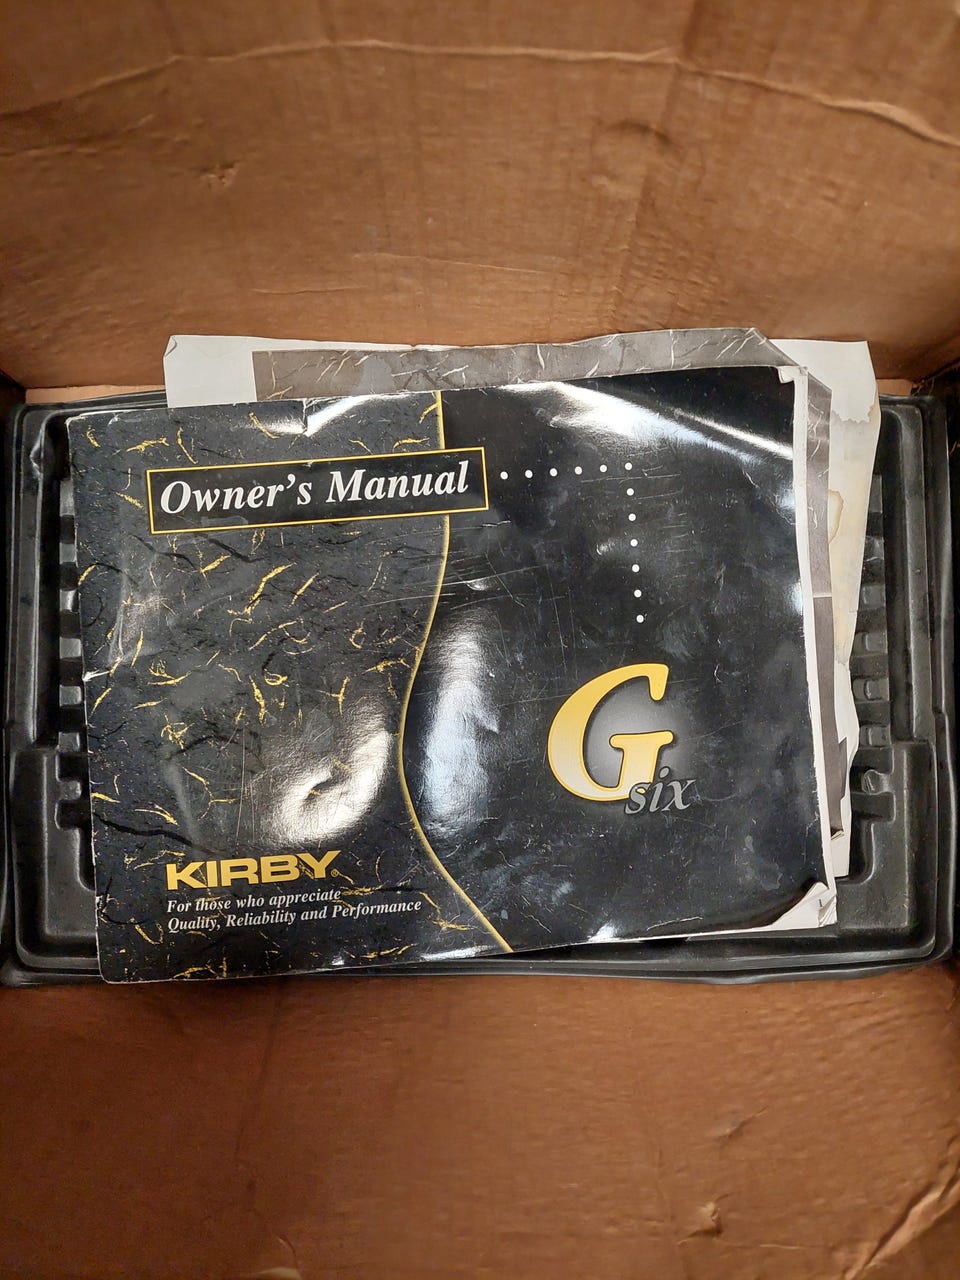 Owner's Manual
G
six
KIRBY®
For those who appreciate
Quality, Reliability and Performance